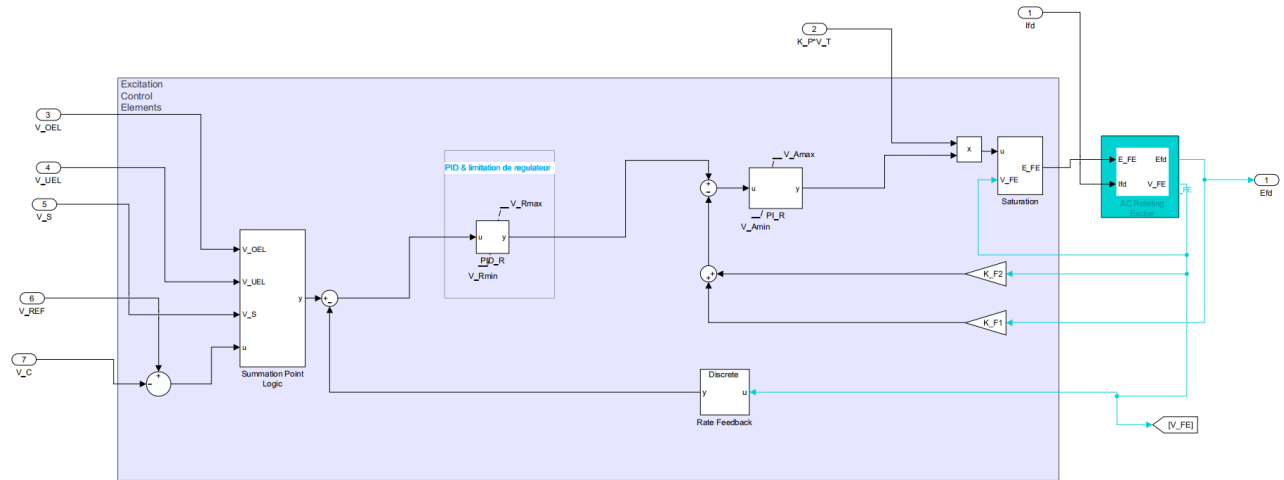 1
Ifd
2
K_P*V_T
Excitation
Control
Elements
3
V_OEL
4
V_UEL
5
V_S
6
V_REF
7
V_C
V_OEL
V_UEL
V_S
u
y
Summation Point
Logic
PID & limitation de regulateur
V_Rmax
u
y
PID_R
V_Rmin
V_Amax
u
y
PI_R
V_Amin
x
u
E_FE
V_FE
Saturation
E_FE
Efd
Ifd
V_FE
AC Rotating
Exciter
1
Efd
K_F2
K_F1
Discrete
y
u
Rate Feedback
[V_FE]